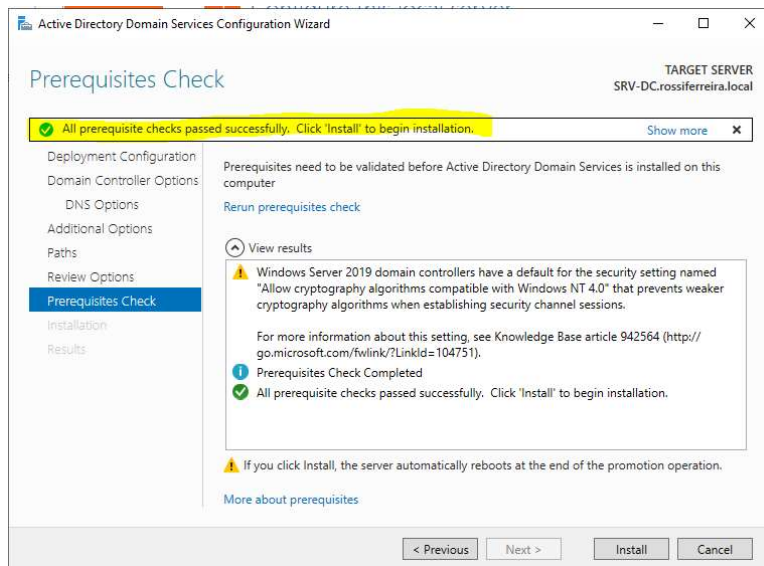 Active Directory Domain Services Configuration Wizard
Prerequisites Check
TARGET SERVER
SRV-DC.rossiferreira.local
All prerequisite checks passed successfully. Click 'Install' to begin installation.
Show more
Deployment Configuration
Domain Controller Options
DNS Options
Additional Options
Paths
Review Options
Prerequisites Check
Installation
Results
Prerequisites need to be validated before Active Directory Domain Services is installed on this
computer
Rerun prerequisites check
View results
Windows Server 2019 domain controllers have a default for the security setting named
"Allow cryptography algorithms compatible with Windows NT 4.0" that prevents weaker
cryptography algorithms when establishing security channel sessions.
For more information about this setting, see Knowledge Base article 942564 (http://
go.microsoft.com/fwlink/?LinkId=104751).
Prerequisites Check Completed
All prerequisite checks passed successfully. Click 'Install' to begin installation.
If you click Install, the server automatically reboots at the end of the promotion operation.
More about prerequisites
< Previous
Next >
Install
Cancel